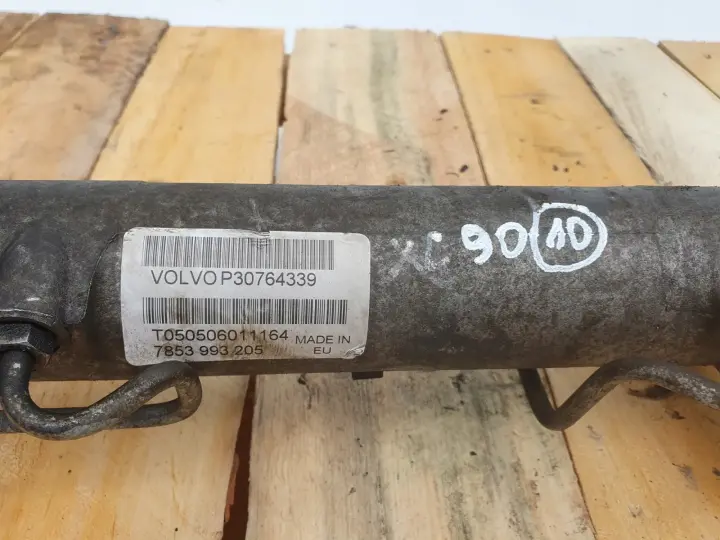 VOLVO P30764339
T050506011164
7853 993 205
MADE IN
EU
XC 90 10